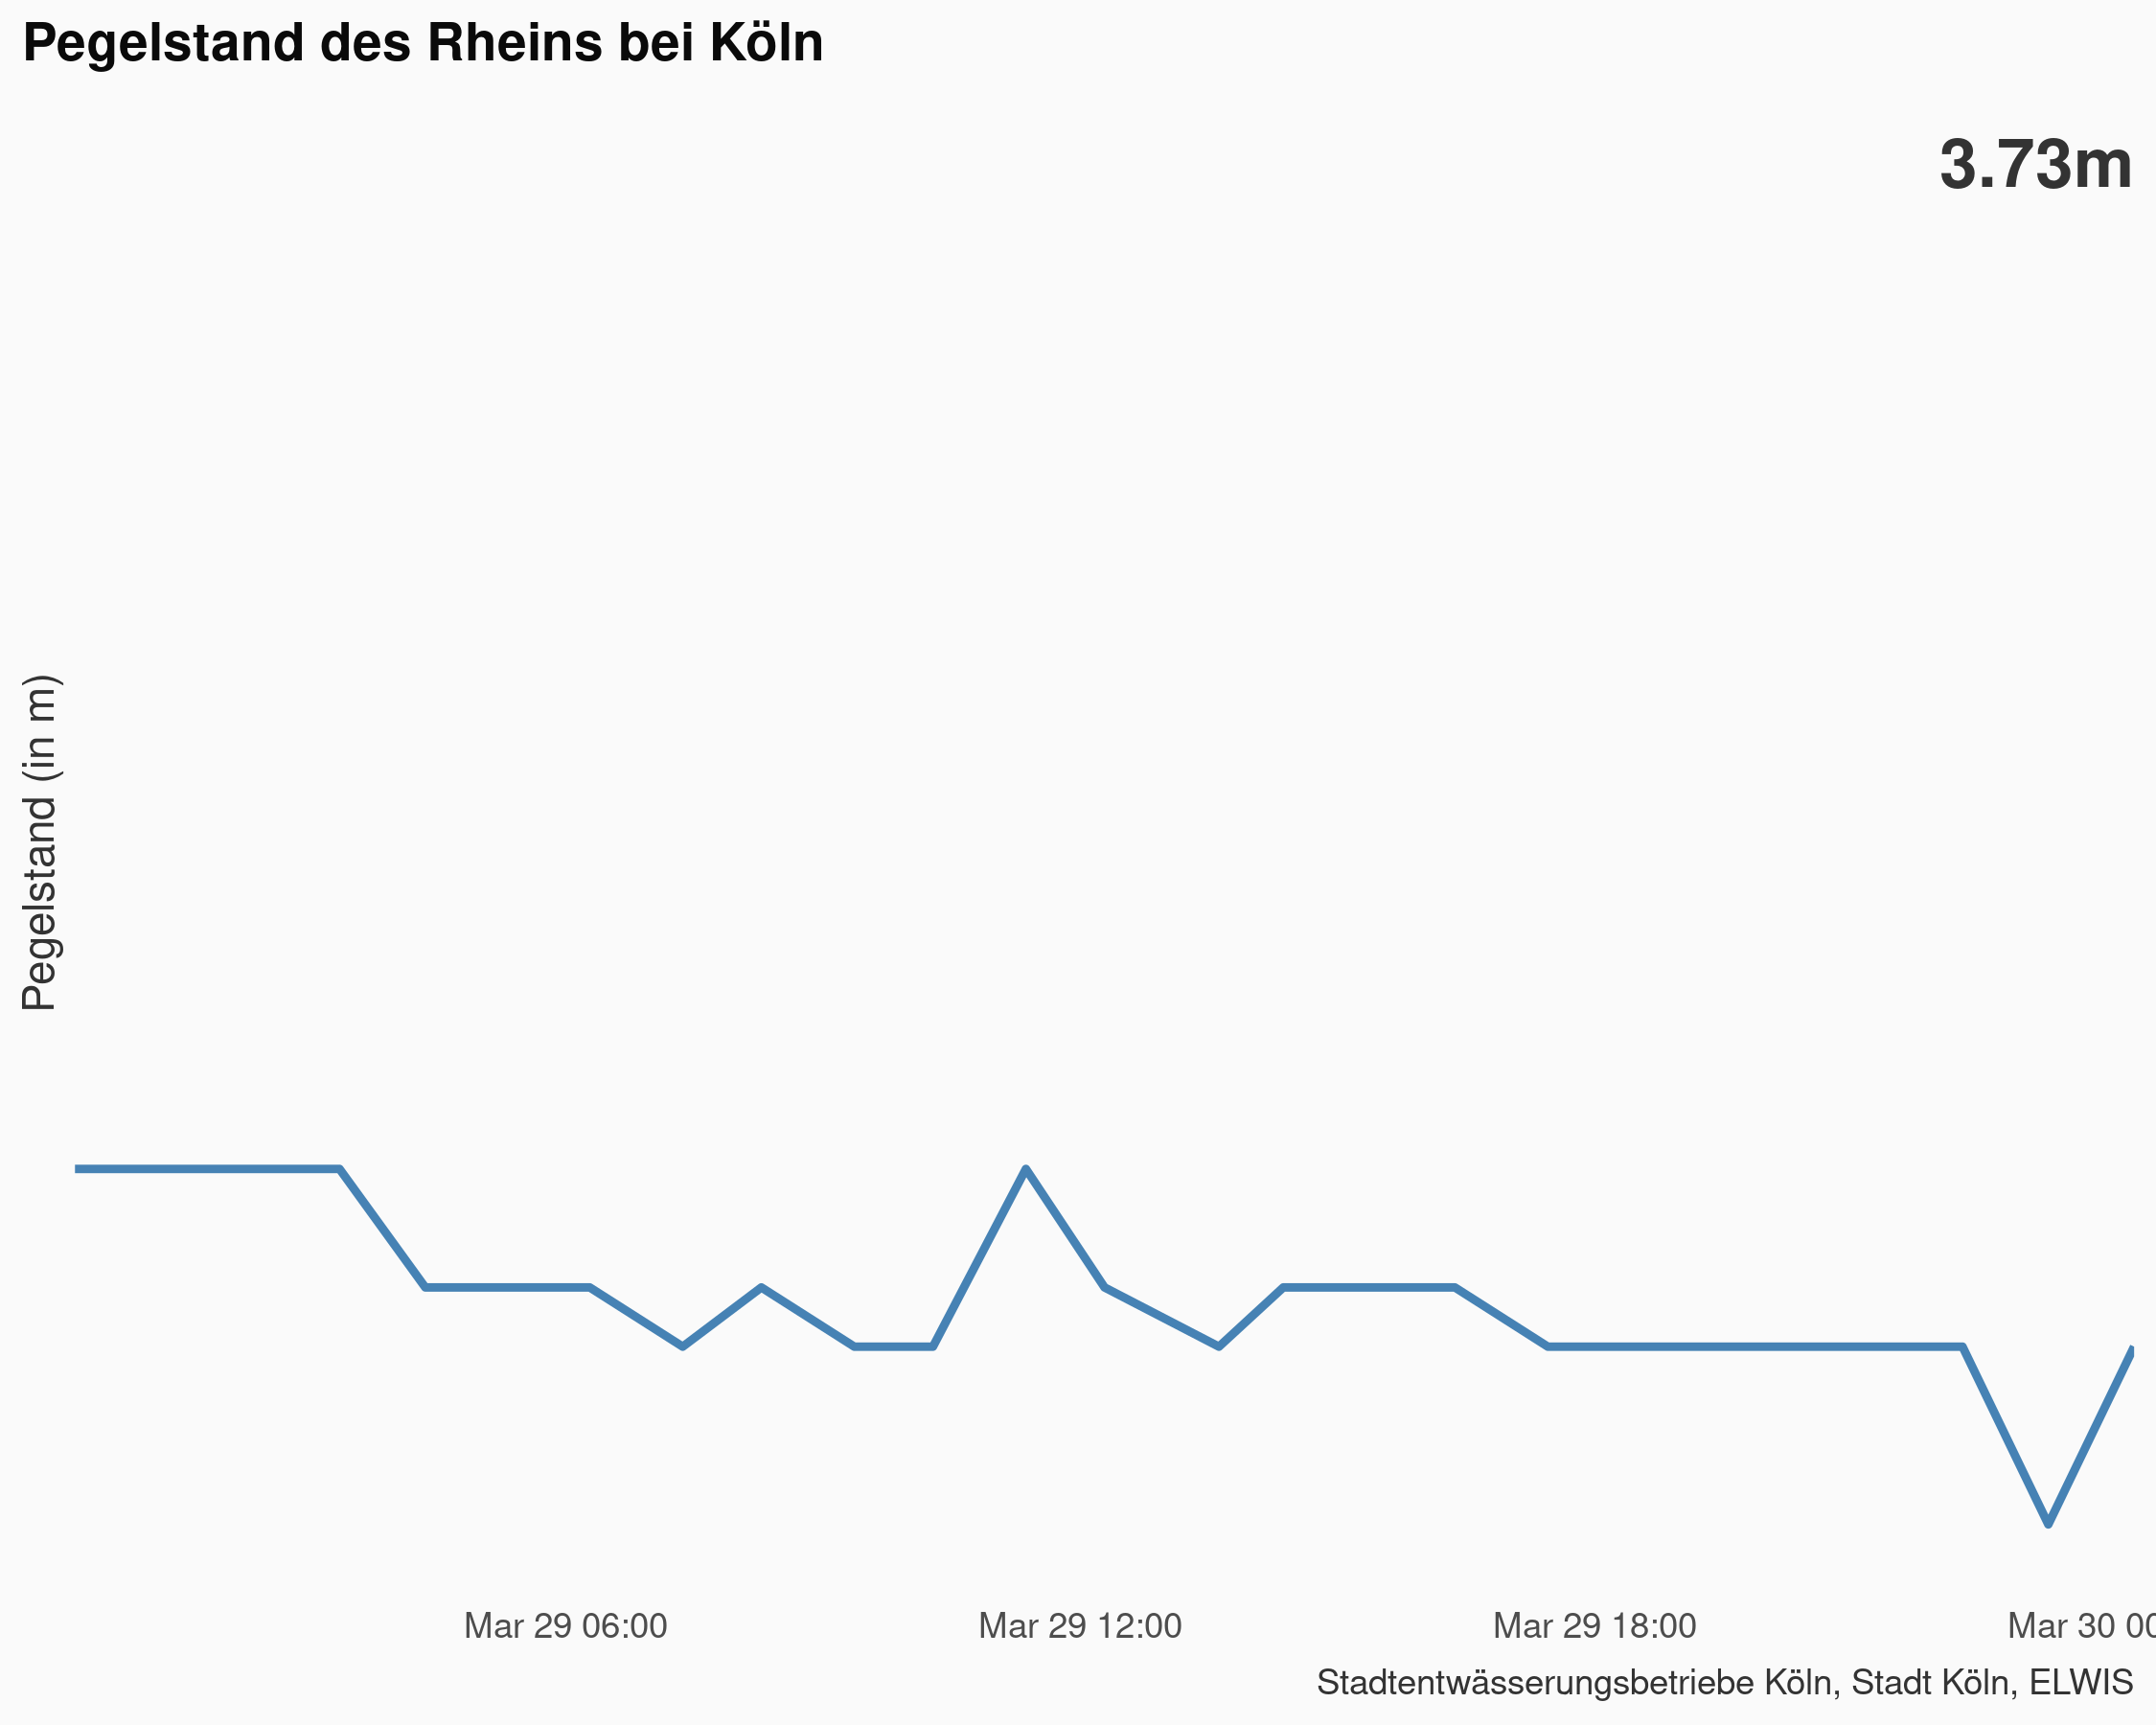 Pegelstand des Rheins bei Köln
3.73m
Pegelstand (in m)
Mar 29 06:00
Mar 29 12:00
Mar 29 18:00
Mar 30 00
Stadtentwässerungsbetriebe Köln, Stadt Köln, ELWIS